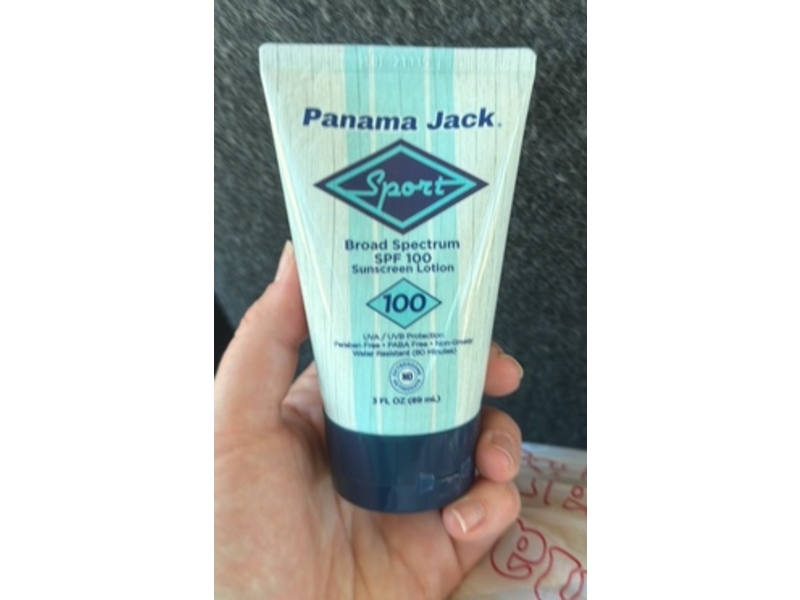 Panama Jack®
Sport
Broad Spectrum
SPF 100
Sunscreen Lotion
100
UVA / UVB Protection
Paraben Free • PABA Free • Non-Greasy
Water Resistant (80 Minutes)
NO
3 FL OZ (89 mL)